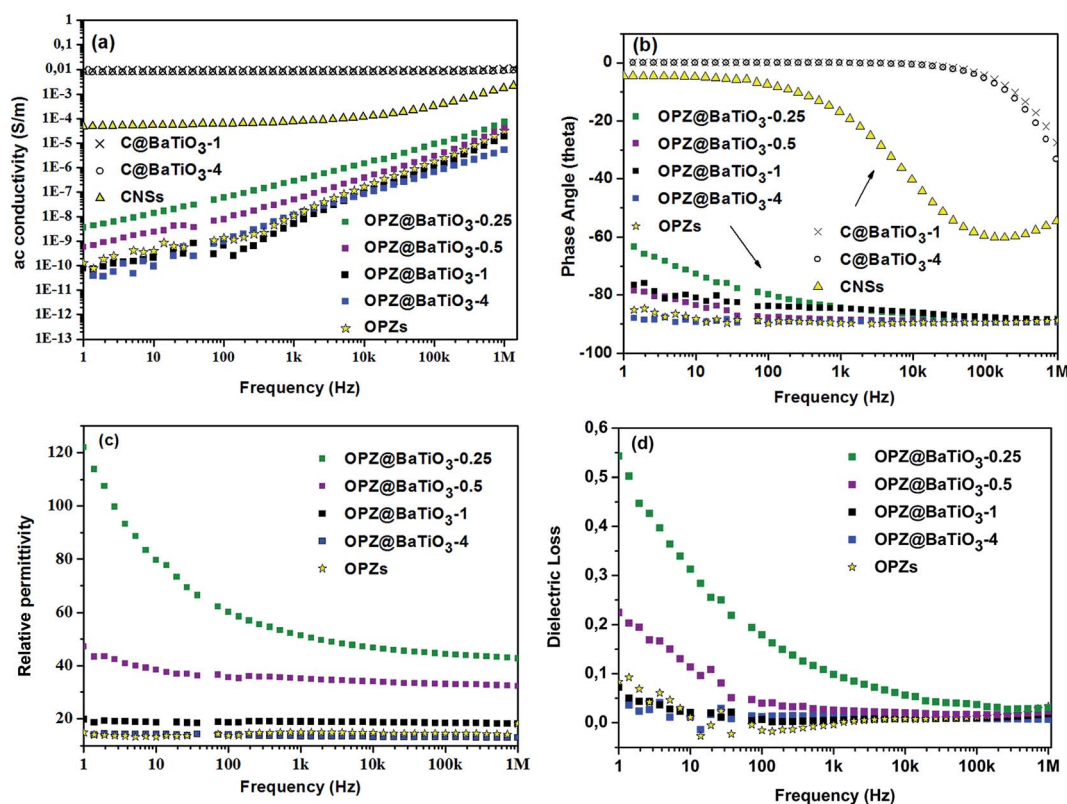 (a)
1
0,1
0,01
1E-3
1E-4
1E-5
1E-6
1E-7
1E-8
1E-9
1E-10
1E-11
1E-12
1E-13
ac conductivity (S/m)
C@BaTiO3-1
C@BaTiO3-4
CNSs
OPZ@BaTiO3-0.25
OPZ@BaTiO3-0.5
OPZ@BaTiO3-1
OPZ@BaTiO3-4
OPZs
1 10 100 1k 10k 100k 1M
Frequency (Hz)
(b)
0
-20
-40
-60
-80
-100
Phase Angle (theta)
OPZ@BaTiO3-0.25
OPZ@BaTiO3-0.5
OPZ@BaTiO3-1
OPZ@BaTiO3-4
OPZs
C@BaTiO3-1
C@BaTiO3-4
CNSs
1 10 100 1k 10k 100k 1M
Frequency (Hz)
(c)
120
100
80
60
40
20
Relative permittivity
OPZ@BaTiO3-0.25
OPZ@BaTiO3-0.5
OPZ@BaTiO3-1
OPZ@BaTiO3-4
OPZs
1 10 100 1k 10k 100k 1M
Frequency (Hz)
(d)
0,6
0,5
0,4
0,3
0,2
0,1
0,0
Dielectric Loss
OPZ@BaTiO3-0.25
OPZ@BaTiO3-0.5
OPZ@BaTiO3-1
OPZ@BaTiO3-4
OPZs
1 10 100 1k 10k 100k 1M
Frequency (Hz)